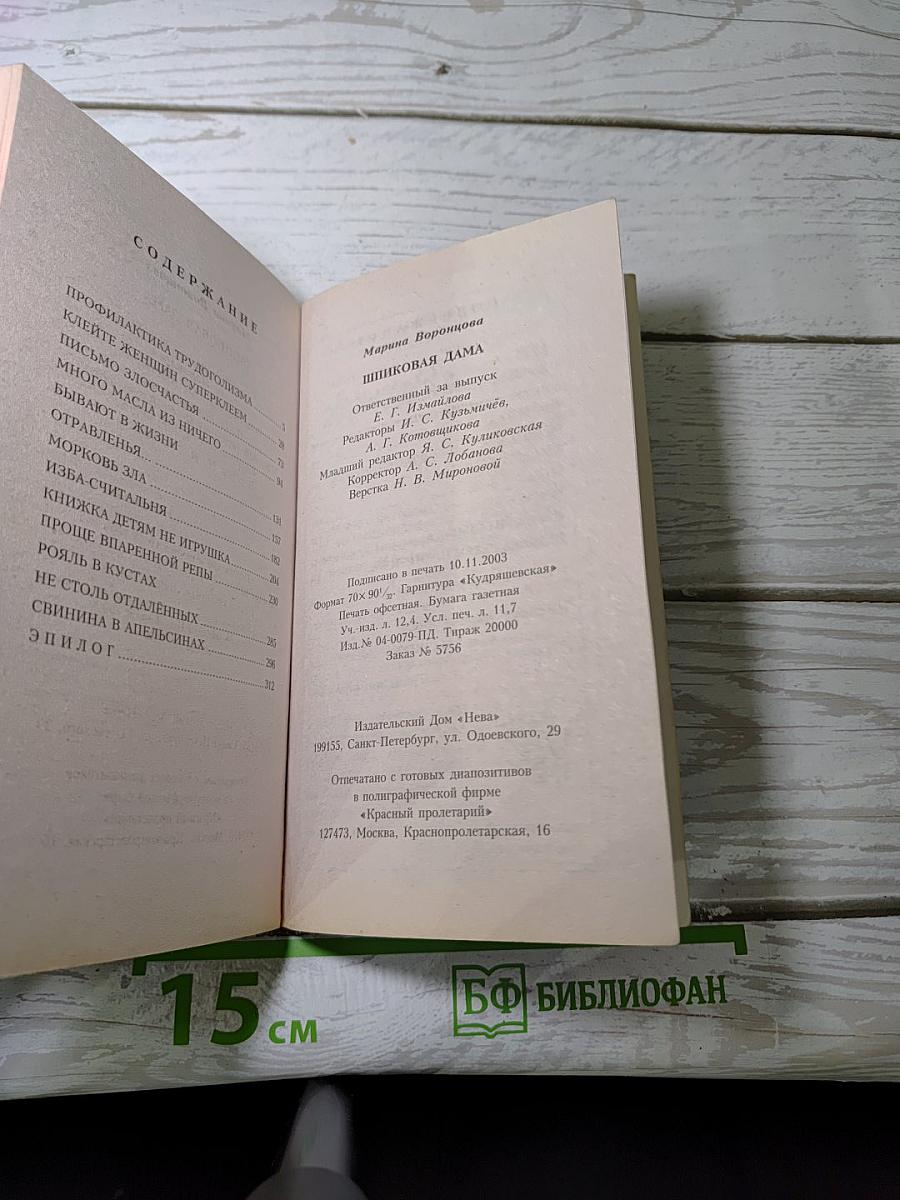 СОДЕРЖАНИЕ
ПРОФИЛАКТИКА ТРУДОГОЛИЗМА 5
КЛЕЙТЕ ЖЕНЩИН СУПЕРКЛЕЕМ 28
ПИСЬМО ЗЛОСЧАСТЬЯ 73
МНОГО МАСЛА ИЗ НИЧЕГО 94
БЫВАЮТ В ЖИЗНИ
ОТРАВЛЕНЬЯ... 131
МОРКОВЬ ЗЛА 157
ИЗБА-СЧИТАЛЬНЯ 182
КНИЖКА ДЕТЯМ НЕ ИГРУШКА 204
ПРОЩЕ ВПАРЕННОЙ РЕПЫ 230
РОЯЛЬ В КУСТАХ
НЕ СТОЛЬ ОТДАЛЁННЫХ 285
СВИНИНА В АПЕЛЬСИНАХ 296
ЭПИЛОГ 312
Марина Воронцова
ШПИКОВАЯ ДАМА
Ответственный за выпуск
Е. Г. Измайлова
Редакторы И. С. Кузьмичёв,
А. Г. Котовщикова
Младший редактор Я. С. Куликовская
Корректор А. С. Лобанова
Верстка Н. В. Мироновой
Подписано в печать 10.11.2003
Формат 70×90 1/32. Гарнитура «Кудряшевская»
Печать офсетная. Бумага газетная
Уч.-изд. л. 12,4. Усл. печ. л. 11,7
Изд.№ 04-0079-ПД. Тираж 20000
Заказ № 5756
Издательский Дом «Нева»
199155, Санкт-Петербург, ул. Одоевского, 29
Отпечатано с готовых диапозитивов
в полиграфической фирме
«Красный пролетарий»
127473, Москва, Краснопролетарская, 16
15 см
БФ БИБЛИОФАН